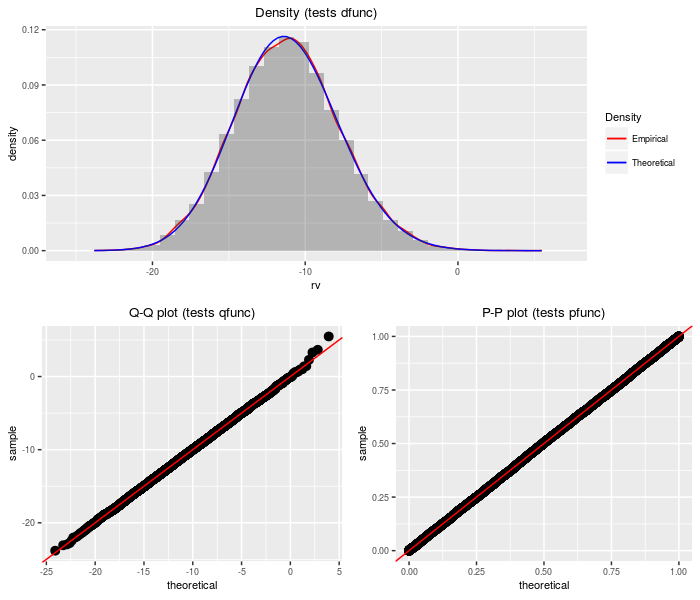 Density (tests dfunc)
0.12
0.09
0.06
0.03
0.00
density
-20 -10 0
rv
Density
Empirical
Theoretical
Q-Q plot (tests qfunc)
0
-10
-20
sample
-25 -20 -15 -10 -5 0 5
theoretical
P-P plot (tests pfunc)
1.00
0.75
0.50
0.25
0.00
sample
0.00 0.25 0.50 0.75 1.00
theoretical